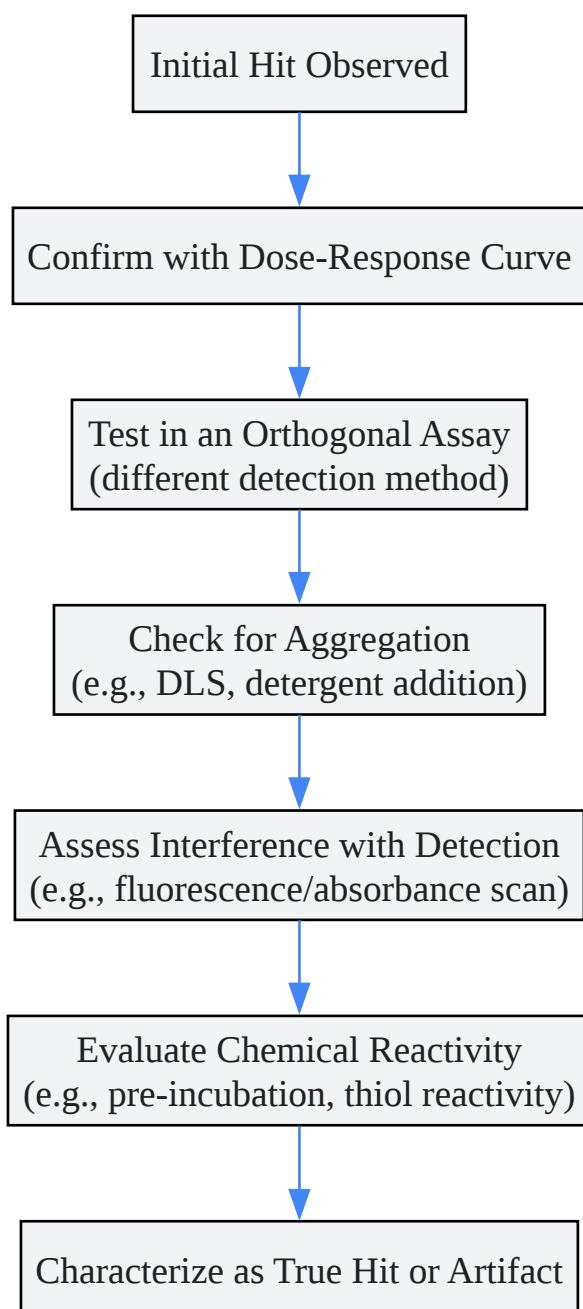 Initial Hit Observed
Confirm with Dose-Response Curve
Test in an Orthogonal Assay
(different detection method)
Check for Aggregation
(e.g., DLS, detergent addition)
Assess Interference with Detection
(e.g., fluorescence/absorbance scan)
Evaluate Chemical Reactivity
(e.g., pre-incubation, thiol reactivity)
Characterize as True Hit or Artifact